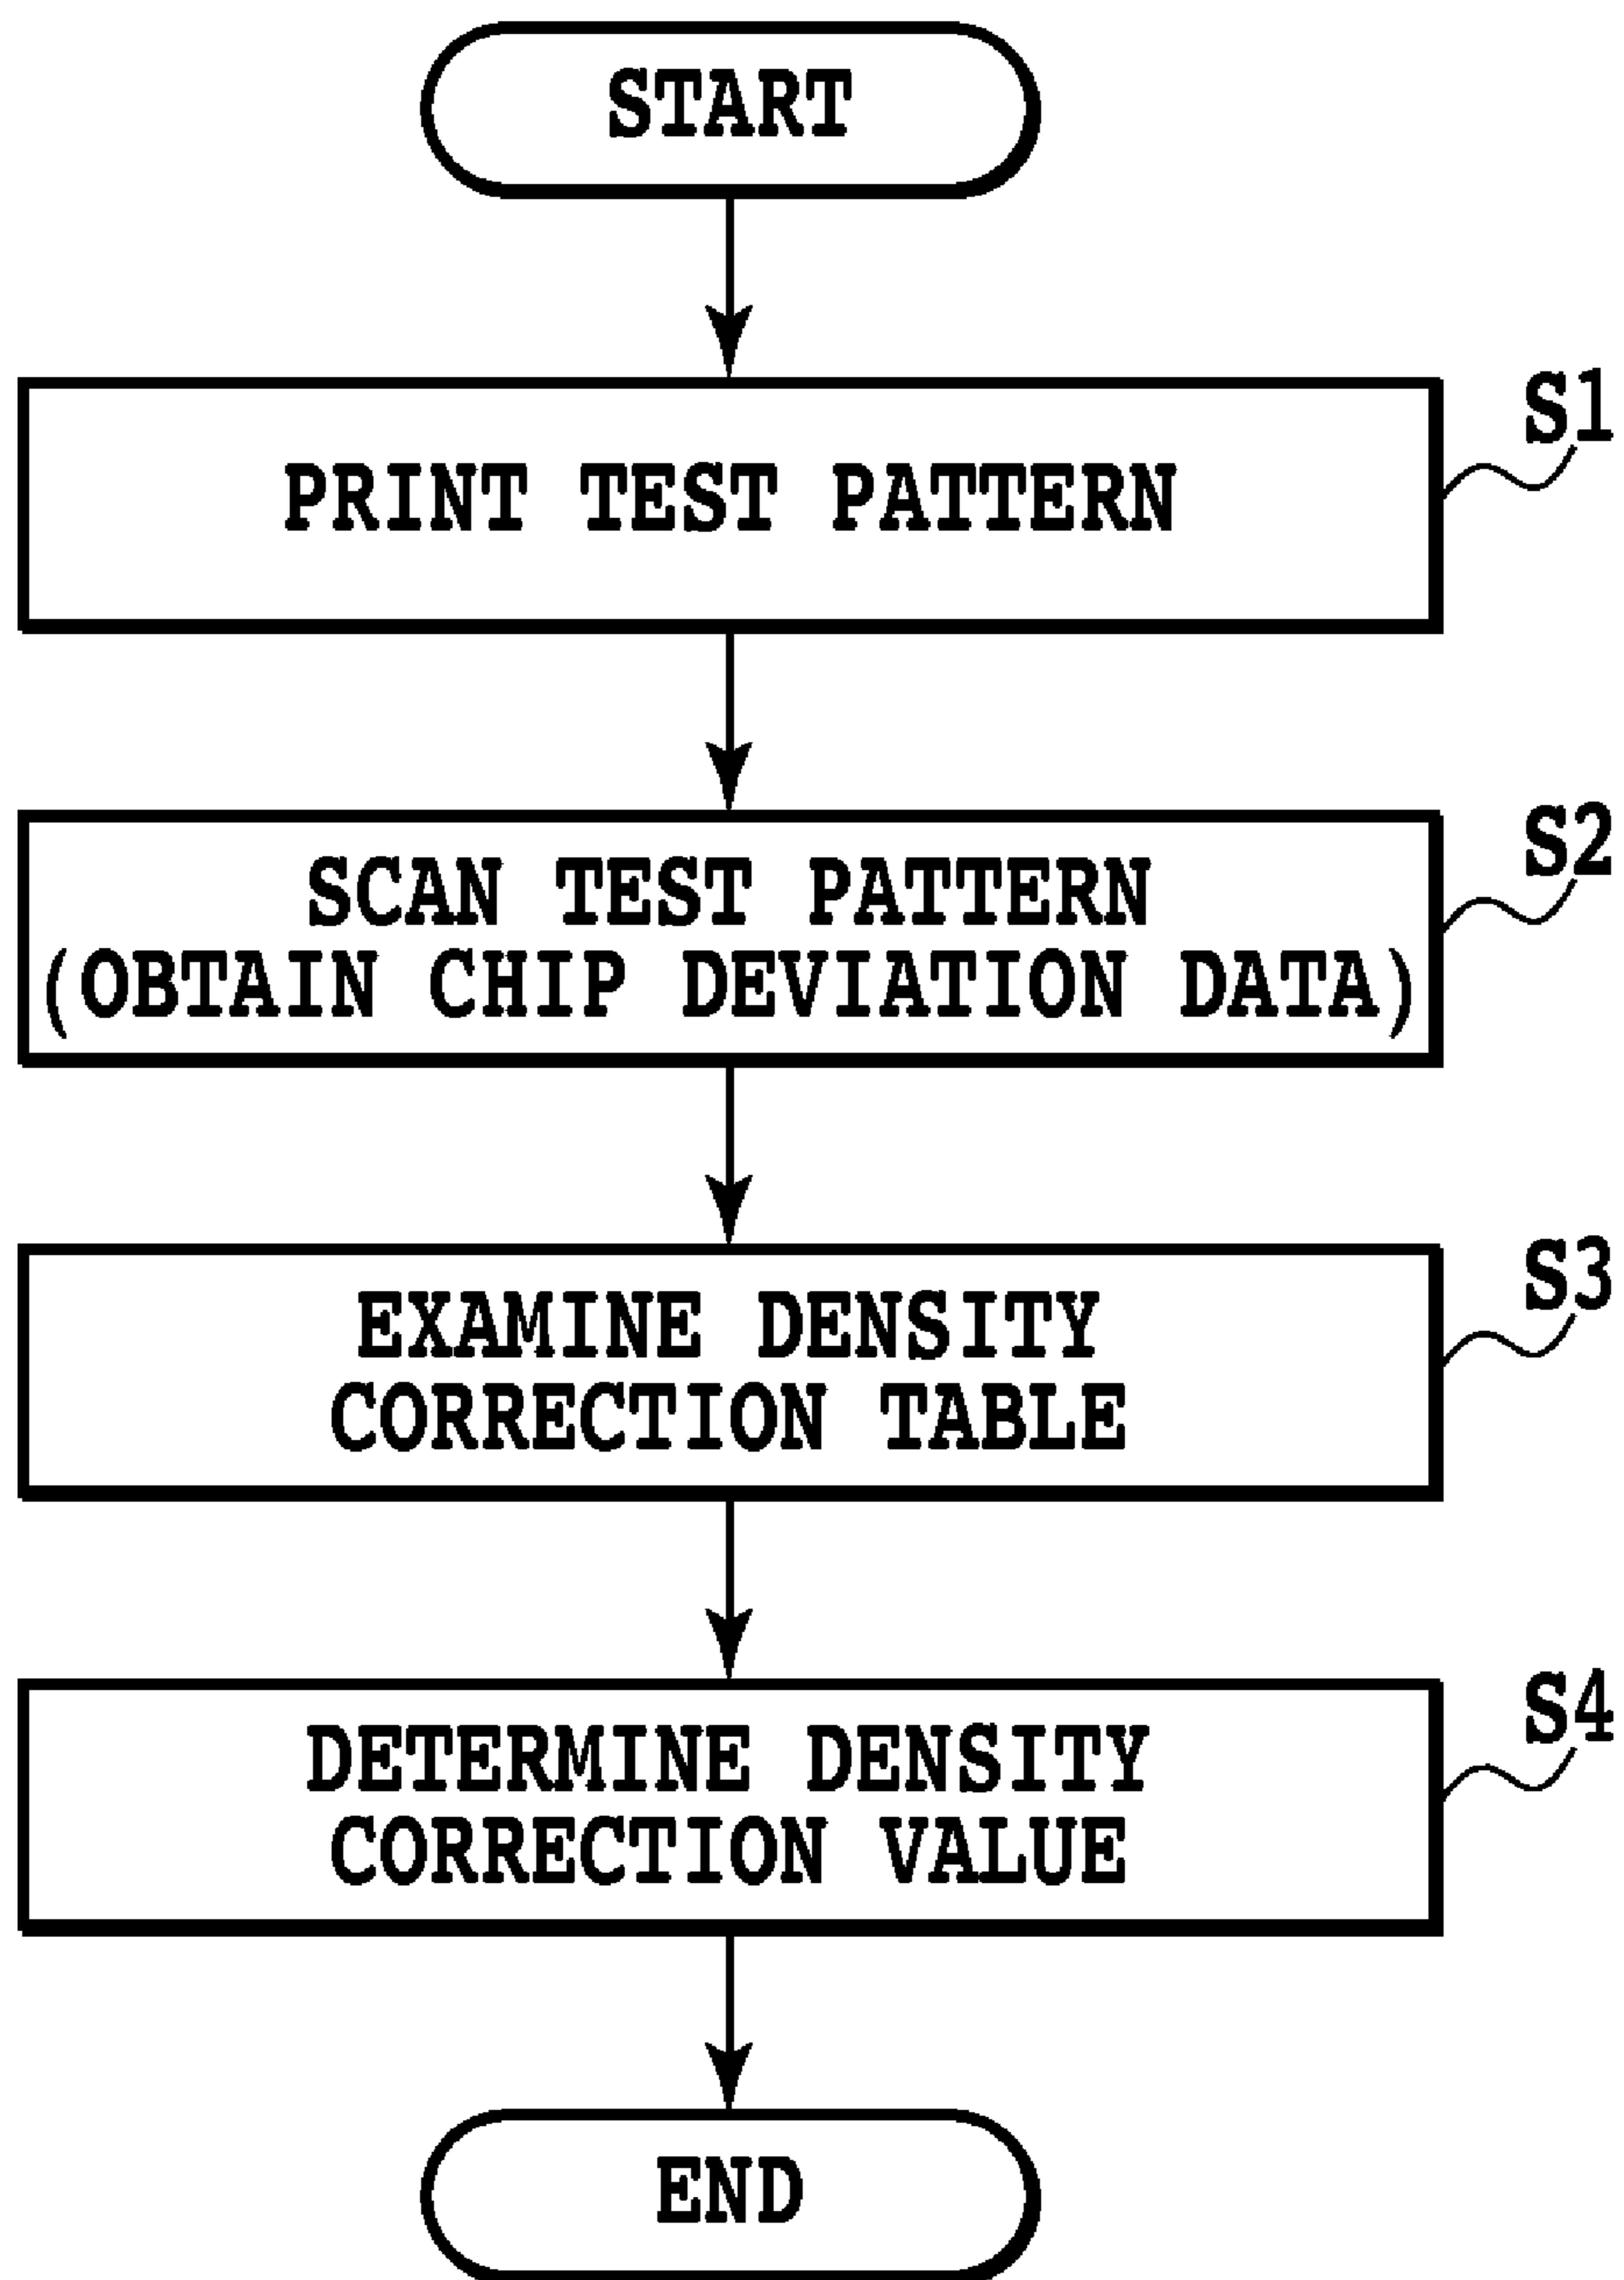 START
S1
PRINT TEST PATTERN
S2
SCAN TEST PATTERN
(OBTAIN CHIP DEVIATION DATA)
S3
EXAMINE DENSITY
CORRECTION TABLE
S4
DETERMINE DENSITY
CORRECTION VALUE
END